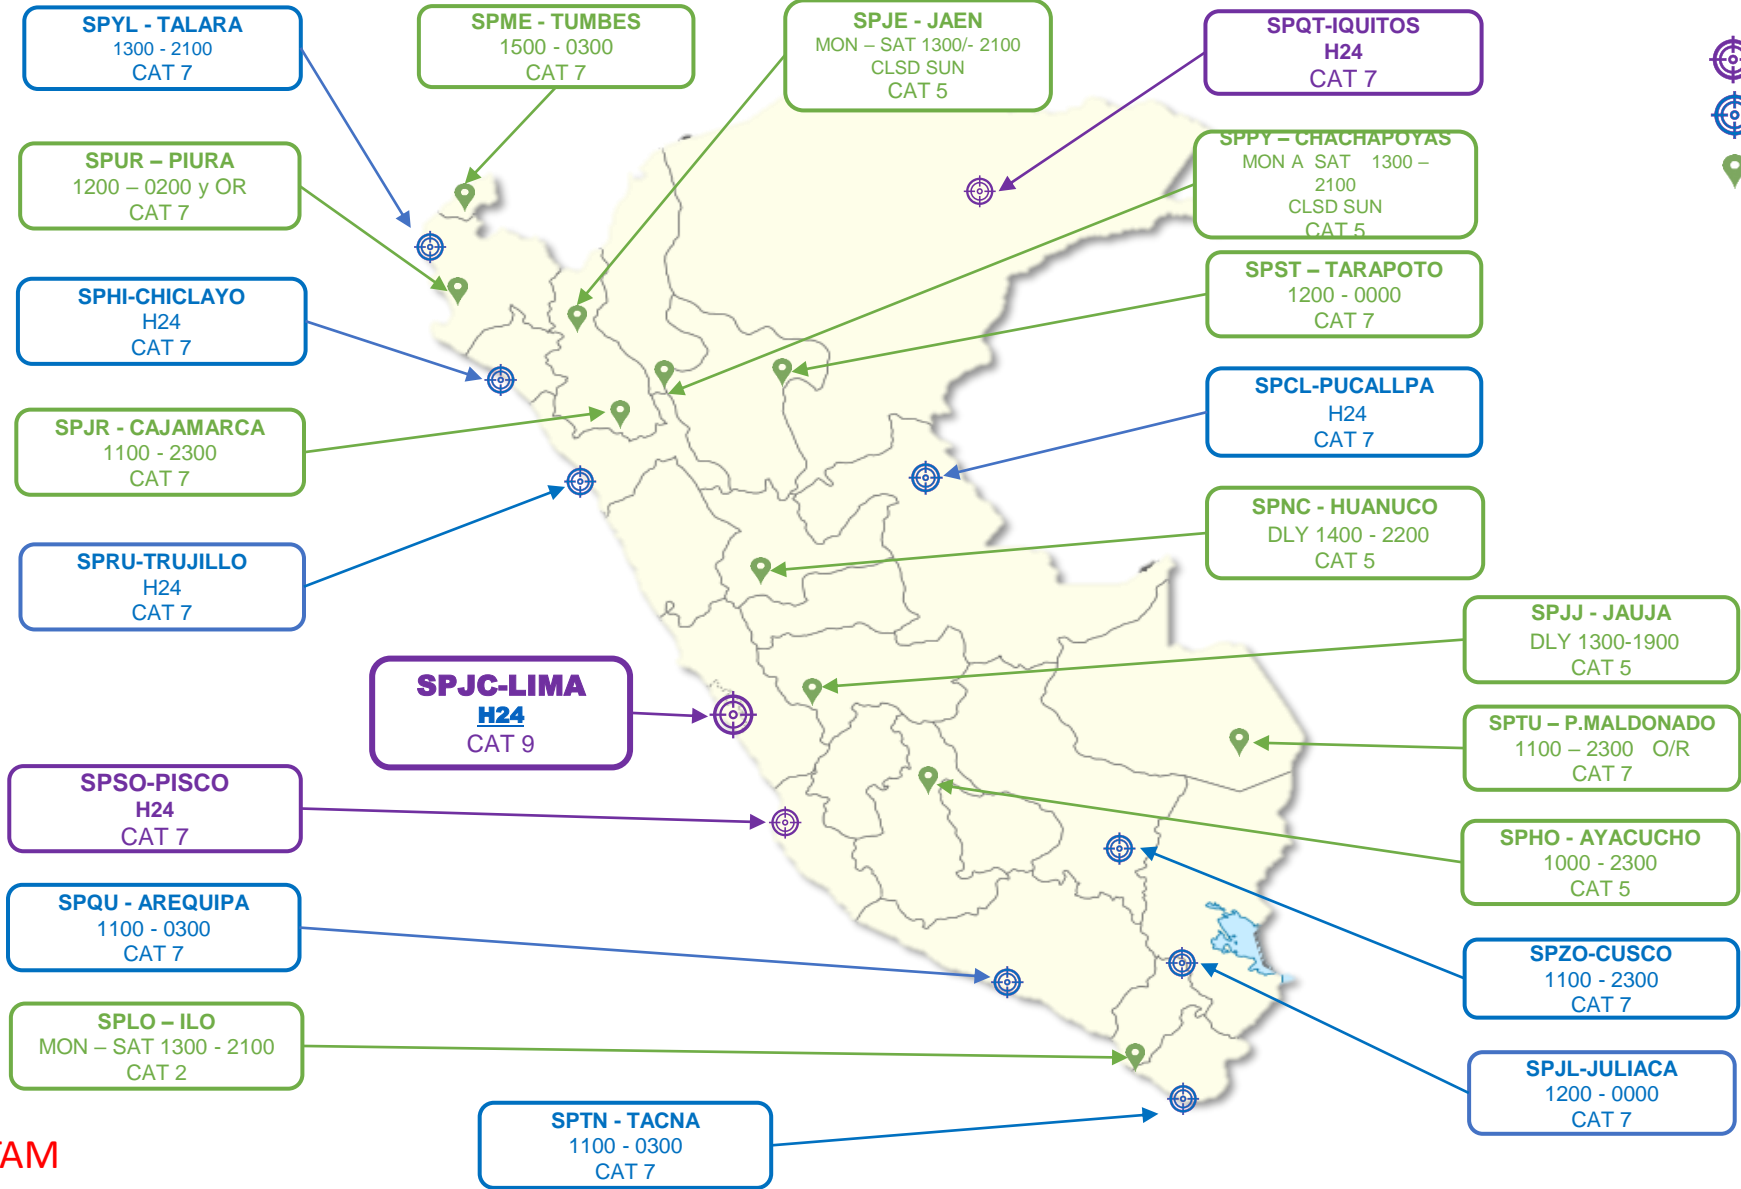 SPYL - TALARA
1300 - 2100
CAT 7
SPME - TUMBES
1500 - 0300
CAT 7
SPJE - JAEN
MON – SAT 1300/- 2100
CLSD SUN
CAT 5
SPQT-IQUITOS
H24
CAT 7
SPUR – PIURA
1200 – 0200 y OR
CAT 7
SPPY – CHACHAPOYAS
MON A SAT 1300 –
2100
CLSD SUN
CAT 5
SPHI-CHICLAYO
H24
CAT 7
SPST – TARAPOTO
1200 - 0000
CAT 7
SPJR - CAJAMARCA
1100 - 2300
CAT 7
SPCL-PUCALLPA
H24
CAT 7
SPRU-TRUJILLO
H24
CAT 7
SPNC - HUANUCO
DLY 1400 - 2200
CAT 5
SPJJ - JAUJA
DLY 1300-1900
CAT 5
SPJC-LIMA
H24
CAT 9
SPTU – P.MALDONADO
1100 – 2300 O/R
CAT 7
SPSO-PISCO
H24
CAT 7
SPHO - AYACUCHO
1000 - 2300
CAT 5
SPQU - AREQUIPA
1100 - 0300
CAT 7
SPZO-CUSCO
1100 - 2300
CAT 7
SPLO – ILO
MON – SAT 1300 - 2100
CAT 2
SPJL-JULIACA
1200 - 0000
CAT 7
SPTN - TACNA
1100 - 0300
CAT 7